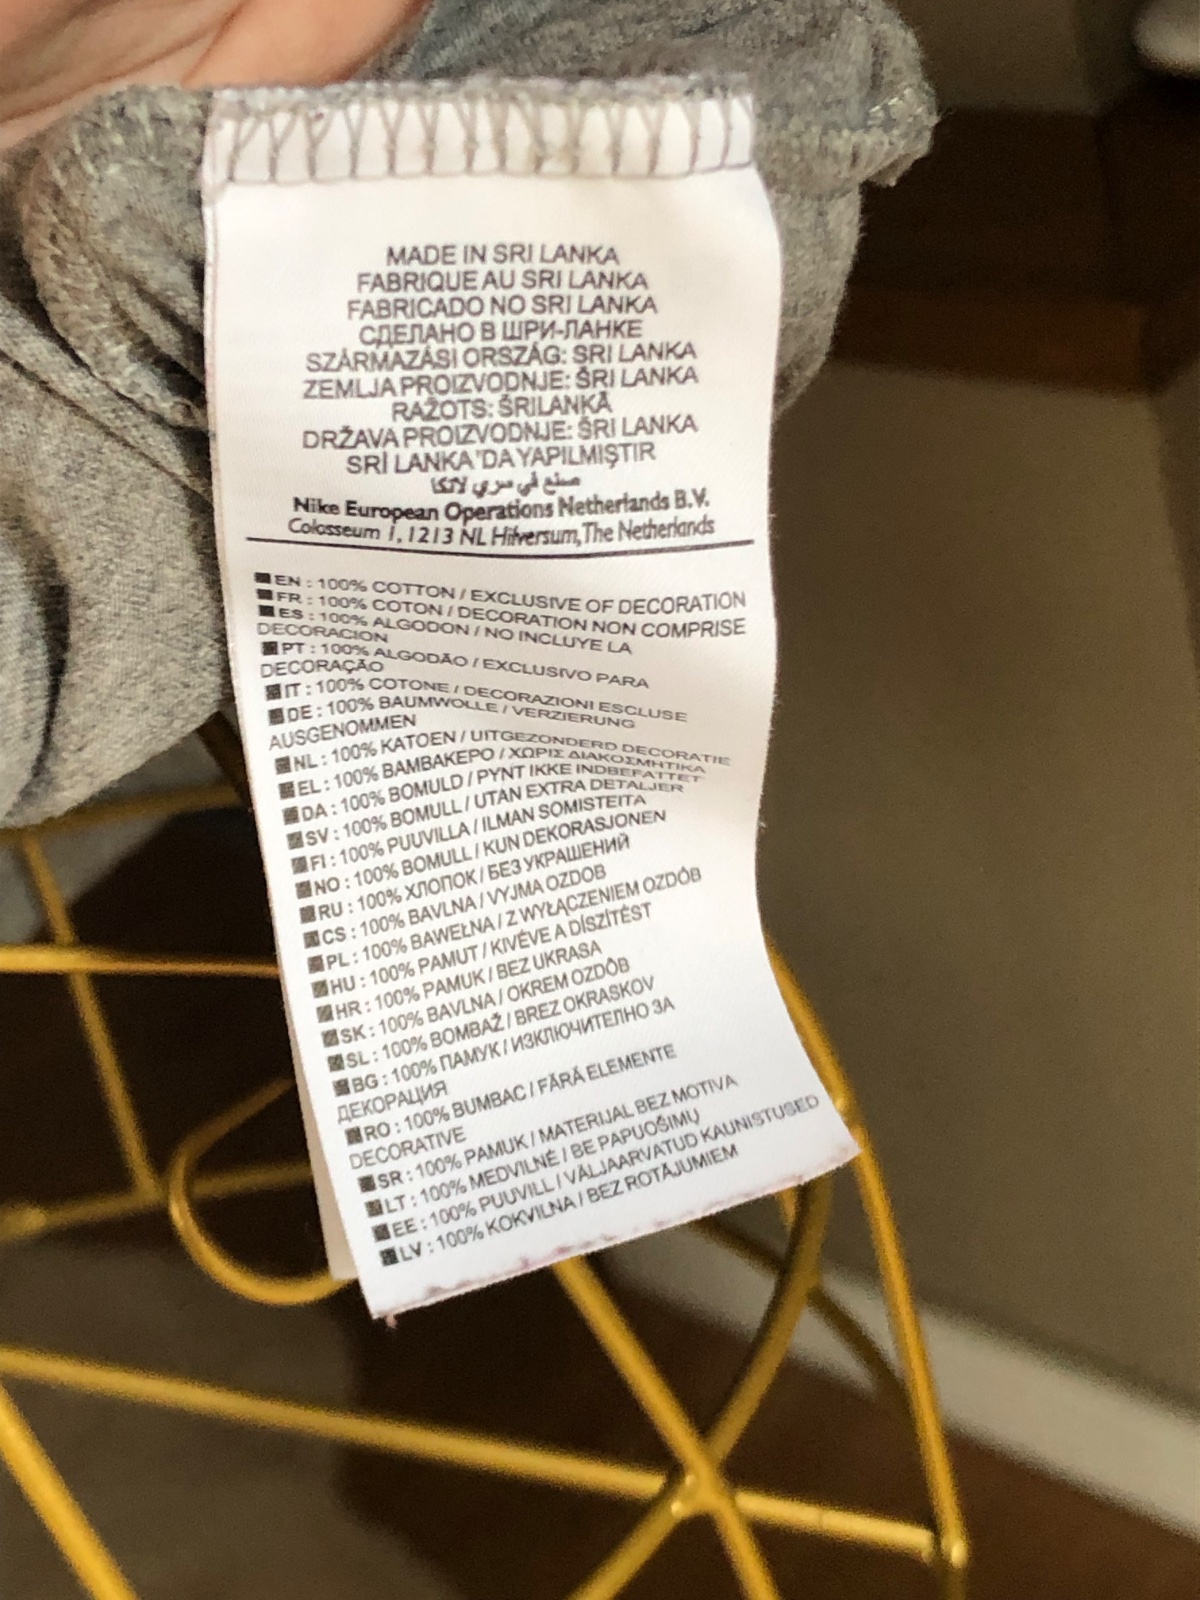 MADE IN SRI LANKA
FABRIQUE AU SRI LANKA
FABRICADO NO SRI LANKA
СДЕЛАНО В ШРИ-ЛАНКЕ
SZÁRMAZÁSI ORSZÁG: SRI LANKA
ZEMLJA PROIZVODNJE: ŠRI LANKA
RAŽOTS: ŠRILANKĀ
DRŽAVA PROIZVODNJE: ŠRI LANKA
SRİ LANKA'DA YAPILMIŞTIR
صنع في سري لانكا
Nike European Operations Netherlands B.V.
Colosseum 1, 1213 NL Hilversum, The Netherlands
EN : 100% COTTON / EXCLUSIVE OF DECORATION
FR : 100% COTON / DECORATION NON COMPRISE
ES : 100% ALGODON / NO INCLUYE LA
DECORACION
PT : 100% ALGODÃO / EXCLUSIVO PARA
DECORAÇÃO
IT : 100% COTONE / DECORAZIONI ESCLUSE
DE : 100% BAUMWOLLE / VERZIERUNG
AUSGENOMMEN
NL : 100% KATOEN / UITGEZONDERD DECORATIE
EL : 100% ΒΑΜΒΑΚΕΡΟ / ΧΩΡΙΣ ΔΙΑΚΟΣΜΗΤΙΚΑ
DA : 100% BOMULD / PYNT IKKE INDBEFATTET
SV : 100% BOMULL / UTAN EXTRA DETALJER
FI : 100% PUUVILLA / ILMAN SOMISTEITA
NO : 100% BOMULL / KUN DEKORASJONEN
RU : 100% ХЛОПОК / БЕЗ УКРАШЕНИЙ
CS : 100% BAVLNA / VYJMA OZDOB
PL : 100% BAWEŁNA / Z WYŁĄCZENIEM OZDÓB
HU : 100% PAMUT / KIVÉVE A DÍSZÍTÉST
HR : 100% PAMUK / BEZ UKRASA
SK : 100% BAVLNA / OKREM OZDÔB
SL : 100% BOMBAŽ / BREZ OKRASKOV
BG : 100% ПАМУК / ИЗКЛЮЧИТЕЛНО ЗА
ДЕКОРАЦИЯ
RO : 100% BUMBAC / FĂRĂ ELEMENTE
DECORATIVE
SR : 100% PAMUK / MATERIJAL BEZ MOTIVA
LT : 100% MEDVILNĖ / BE PAPUOŠIMŲ
EE : 100% PUUVILL / VÄLJAARVATUD KAUNISTUSED
LV : 100% KOKVILNA / BEZ ROTĀJUMIEM